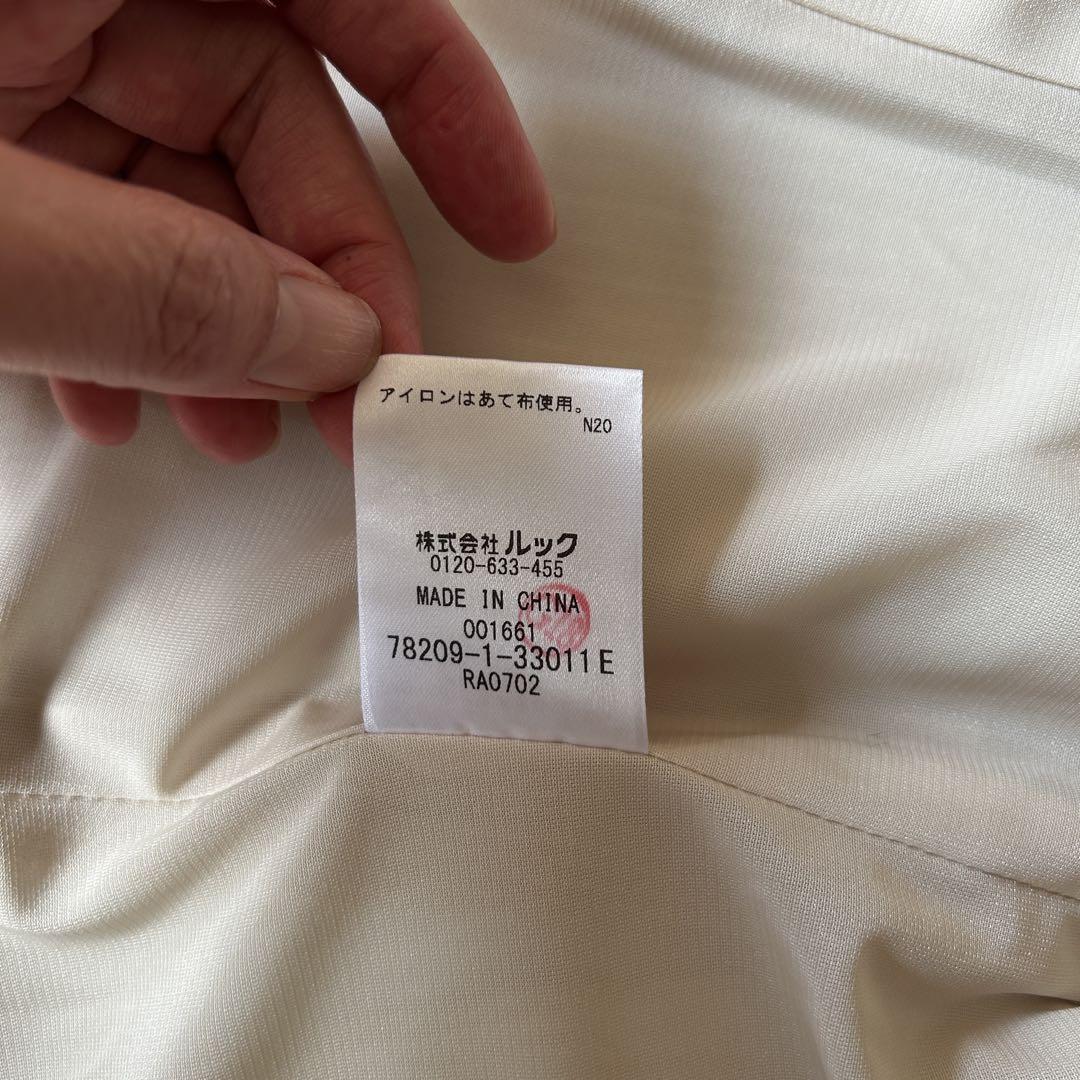 アイロンはあて布使用。
N20
株式会社ルック
0120-633-455
MADE IN CHINA
001661
78209-1-33011E
RA0702